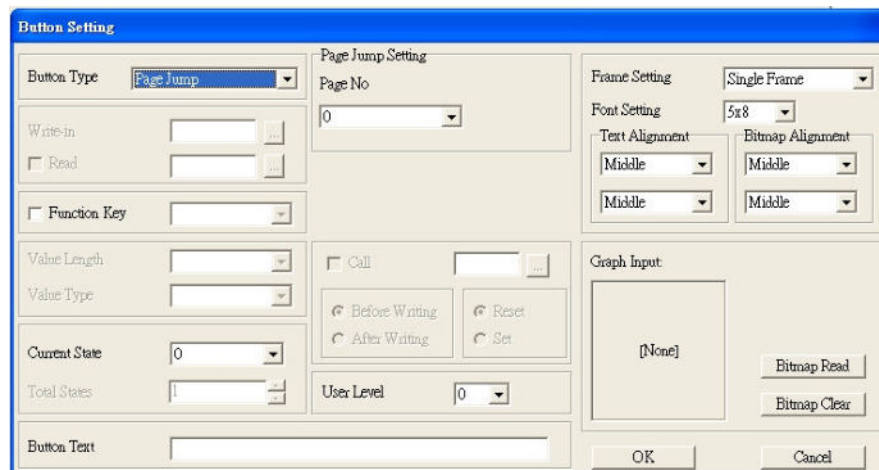 Button Setting
Button Type
Page Jump
Write-in
...
Read
...
Function Key
Value Length
Value Type
Current State
0
Total States
1
Button Text
Page Jump Setting
Page No
0
Call
...
Before Writing
After Writing
Reset
Set
User Level
0
Frame Setting
Single Frame
Font Setting
5x8
Text Alignment
Middle
Middle
Bitmap Alignment
Middle
Middle
Graph Input:
[None]
Bitmap Read
Bitmap Clear
OK
Cancel